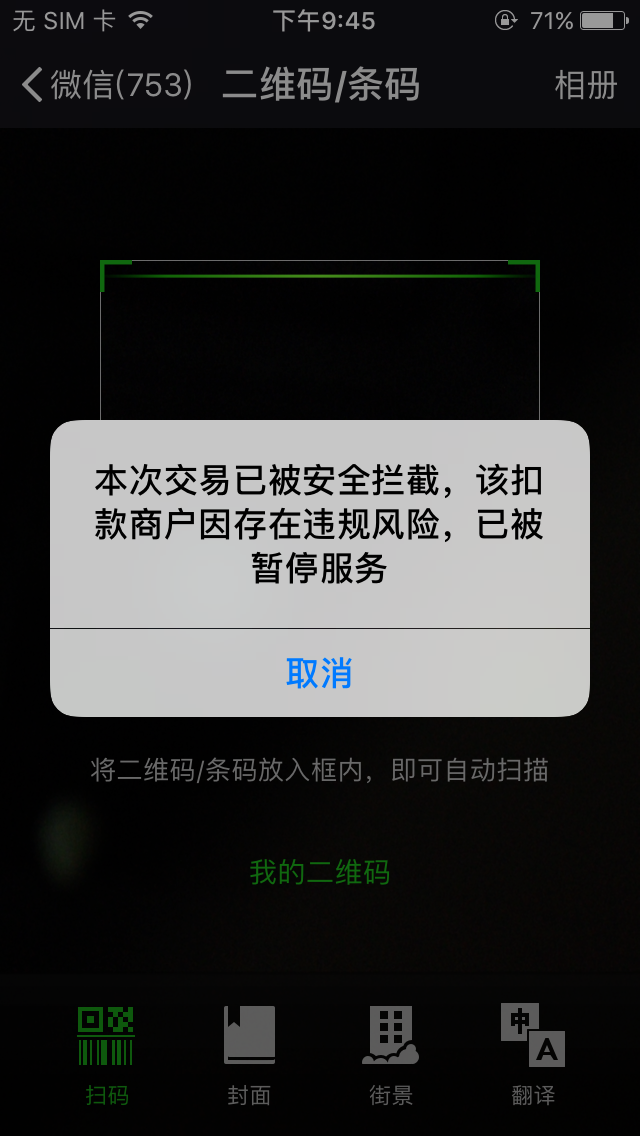 无 SIM 卡 下午9:45 71%
微信(753) 二维码/条码 相册
本次交易已被安全拦截，该扣
款商户因存在违规风险，已被
暂停服务
取消
将二维码/条码放入框内，即可自动扫描
我的二维码
扫码 封面 街景 翻译
中 A